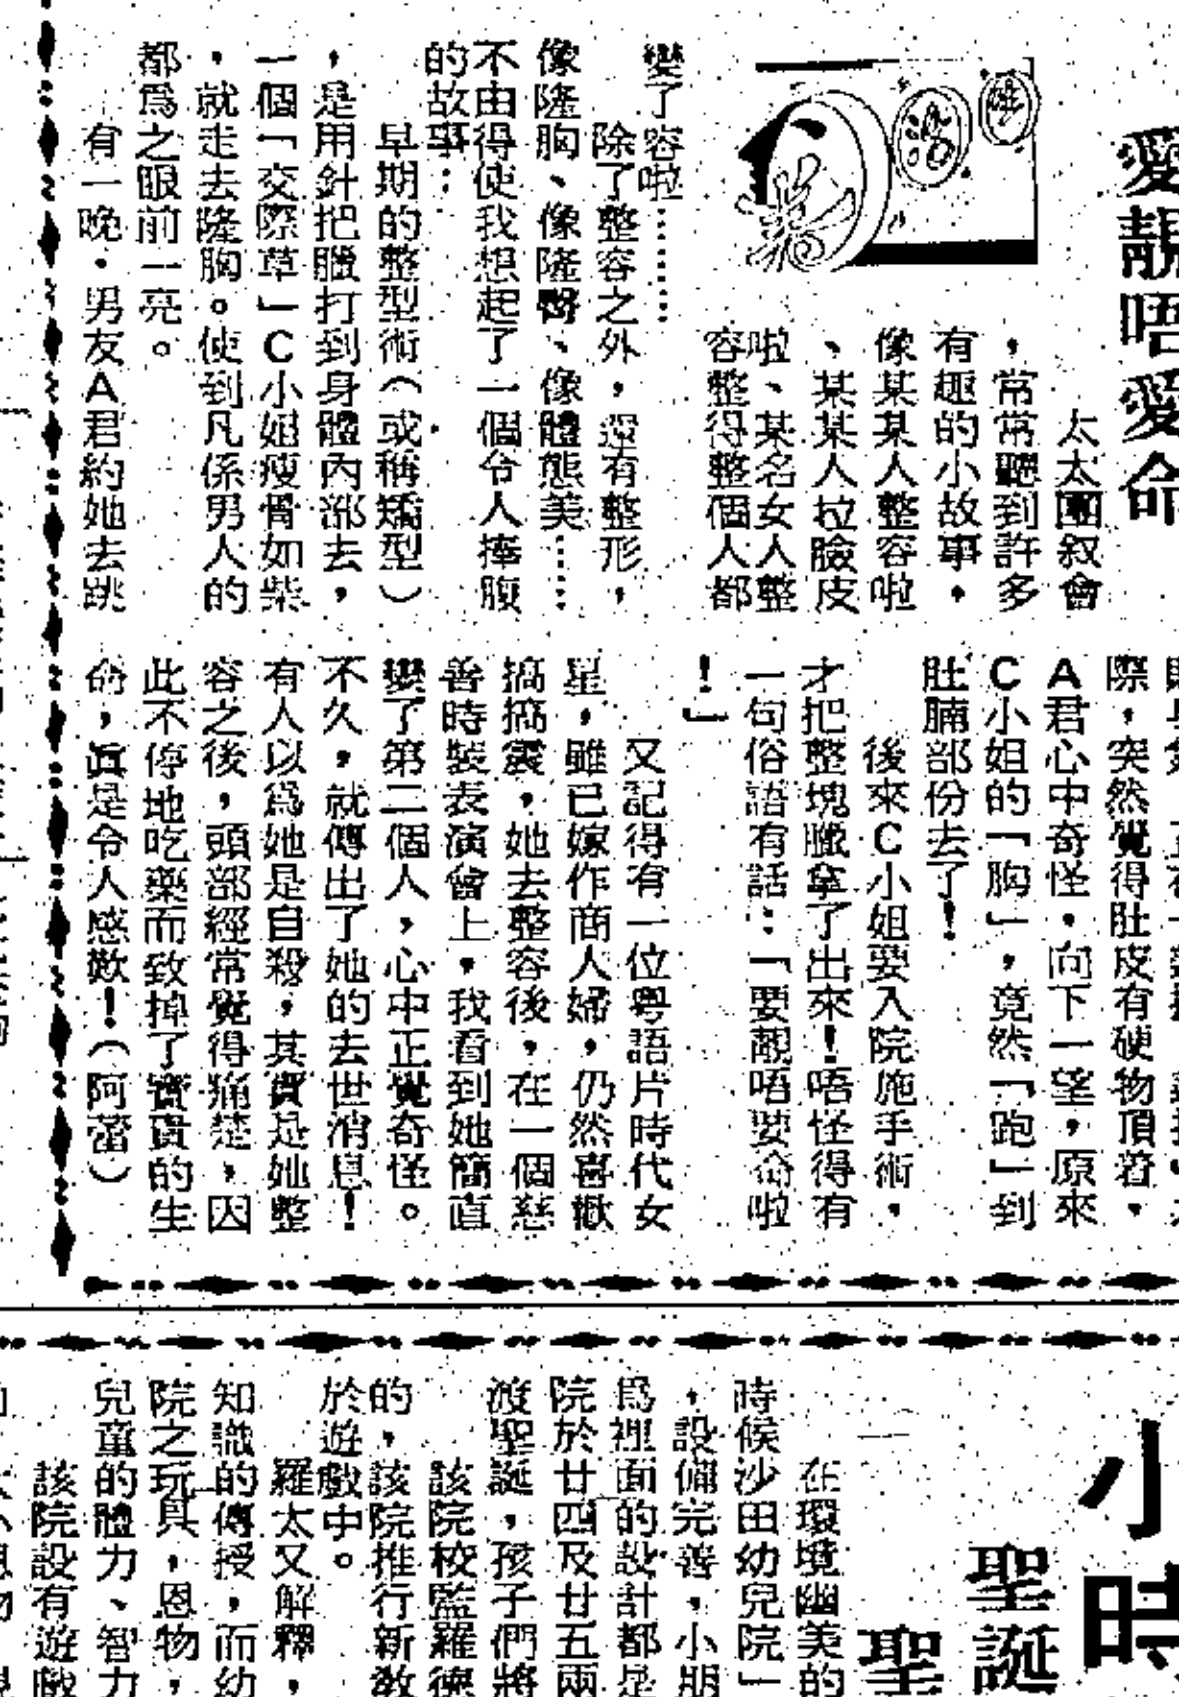 愛靚唔愛命
太太團叙會
，常常聽到許多
有趣的小故事，
像某某人整容啦
、某某人拉臉皮
啦、某名女人整
容整得整個人都
變了容啦………
除了整容之外，還有整形，
像隆胸、像隆臀、像體態美……
不由得使我想起了一個令人捧腹
的故事：
早期的整型術（或稱矯型）
，是用針把臘打到身體內部去，
一個「交際草」C小姐瘦骨如柴
，就走去隆胸。使到凡係男人的
都爲之眼前一亮。
有一晚，男友A君約她去跳
際，突然覺得肚皮有硬物頂着，
A君心中奇怪，向下一望，原來
C小姐的「胸」，竟然「跑」到
肚腩部份去了！
後來C小姐要入院施手術，
才把整塊臘拿了出來！唔怪得有
一句俗語有話：「要靚唔要命啦
！」
又記得有一位粤語片時代女
星，雖已嫁作商人婦，仍然喜歡
搞搞震，她去整容後，在一個慈
善時裝表演會上，我看到她簡直
變了第二個人，心中正覺奇怪。
不久，就傳出了她的去世消息！
有人以爲她是自殺，其實是她整
容之後，頭部經常覺得痛楚，因
此不停地吃藥而致掉了寶貴的生
命，眞是令人感歎！（阿蕾）
小時
聖誕
聖
在環境幽美的
時候沙田幼兒院」
，設備完善，小朋
爲裡面的設計都是
院於廿四及廿五兩
渡聖誕，孩子們將
該院校監羅德
的，該院推行新教
於遊戲中。
羅太又解釋，
知識的傳授，而幼
院之玩具，恩物，
兒童的體力、智力
該院設有遊戲